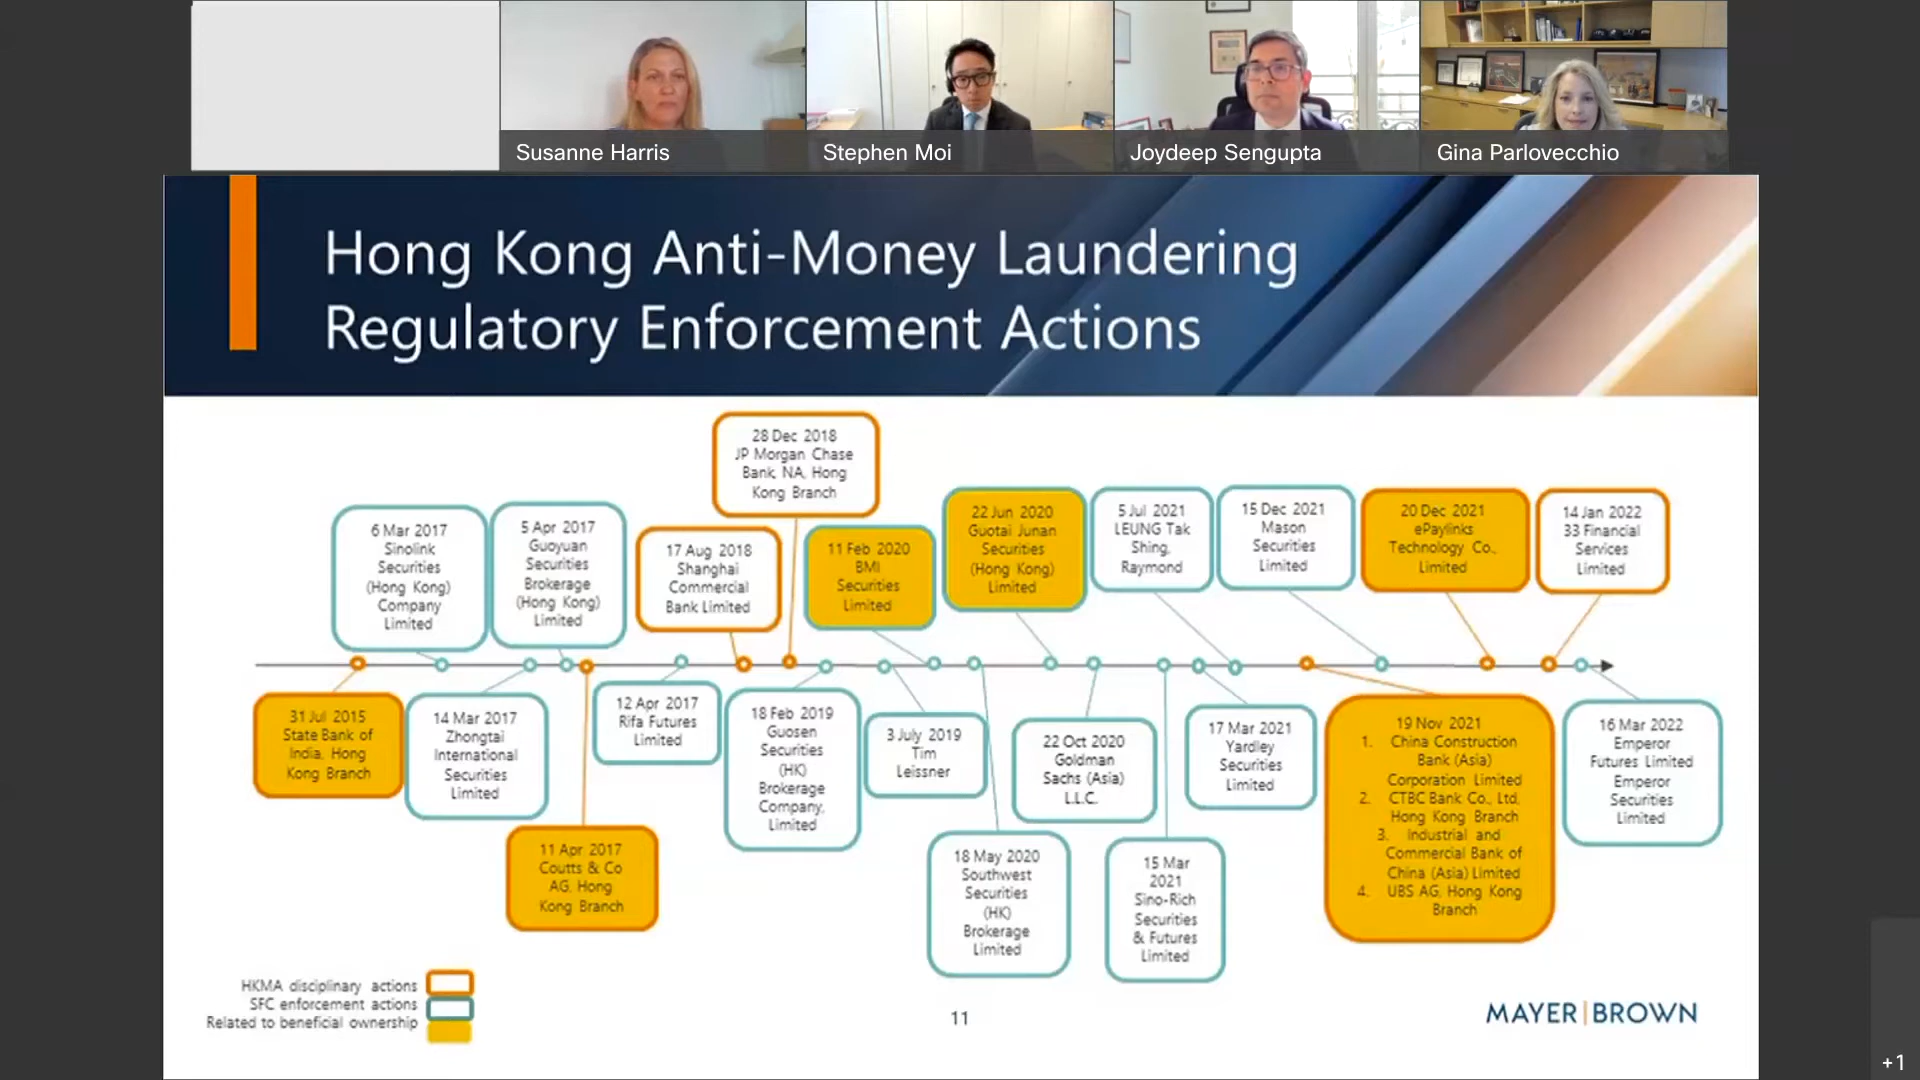 Susanne Harris
Stephen Moi
Joydeep Sengupta
Gina Parlovecchio
Hong Kong Anti-Money Laundering
Regulatory Enforcement Actions
28 Dec 2018
JP Morgan Chase
Bank, NA, Hong
Kong Branch
6 Mar 2017
Sinolink
Securities
(Hong Kong)
Company
Limited
5 Apr 2017
Guoyuan
Securities
Brokerage
(Hong Kong)
Limited
17 Aug 2018
Shanghai
Commercial
Bank Limited
11 Feb 2020
BMI
Securities
Limited
22 Jun 2020
Guotai Junan
Securities
(Hong Kong)
Limited
5 Jul 2021
LEUNG Tak
Shing,
Raymond
15 Dec 2021
Mason
Securities
Limited
20 Dec 2021
ePaylinks
Technology Co.,
Limited
14 Jan 2022
33 Financial
Services
Limited
31 Jul 2015
State Bank of
India, Hong
Kong Branch
14 Mar 2017
Zhongtai
International
Securities
Limited
11 Apr 2017
Coutts & Co
AG, Hong
Kong Branch
12 Apr 2017
Rifa Futures
Limited
18 Feb 2019
Guosen
Securities
(HK)
Brokerage
Company,
Limited
3 July 2019
Tim
Leissner
18 May 2020
Southwest
Securities
(HK)
Brokerage
Limited
22 Oct 2020
Goldman
Sachs (Asia)
L.L.C.
15 Mar
2021
Sino-Rich
Securities
& Futures
Limited
17 Mar 2021
Yardley
Securities
Limited
19 Nov 2021
1. China Construction
Bank (Asia)
Corporation Limited
2. CTBC Bank Co., Ltd,
Hong Kong Branch
3. Industrial and
Commercial Bank of
China (Asia) Limited
4. UBS AG, Hong Kong
Branch
16 Mar 2022
Emperor
Futures Limited
Emperor
Securities
Limited
HKMA disciplinary actions
SFC enforcement actions
Related to beneficial ownership
11
MAYER|BROWN
+1